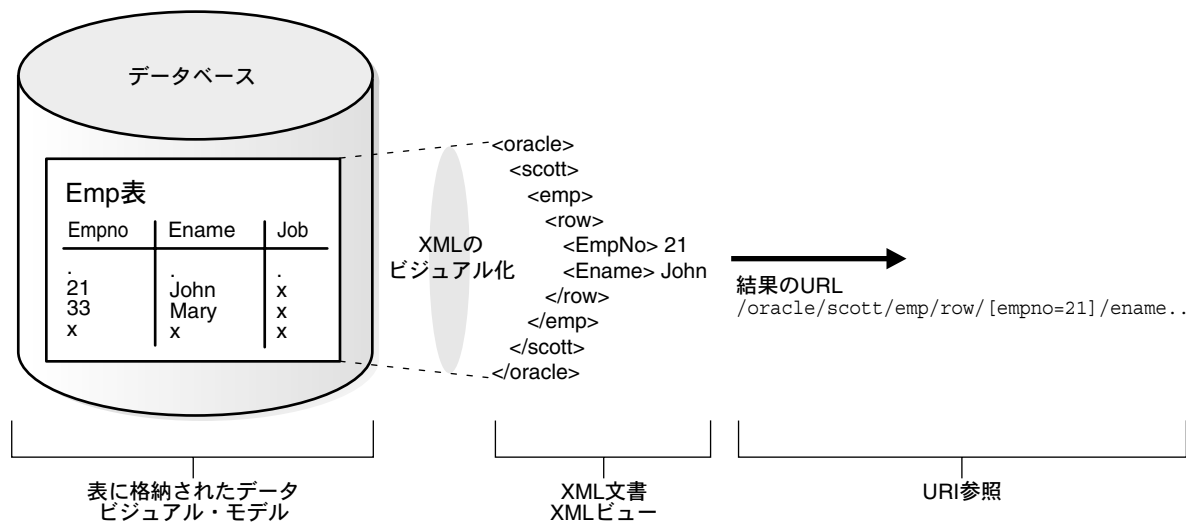 データベース
Emp表
Empno Ename Job
. . .
21 John x
33 Mary x
x x x
XMLの
ビジュアル化
<oracle>
<scott>
<emp>
<row>
<EmpNo> 21
<Ename> John
</row>
</emp>
</scott>
</oracle>
結果のURL
/oracle/scott/emp/row/[empno=21]/ename..
表に格納されたデータ
ビジュアル・モデル
XML文書
XMLビュー
URI参照